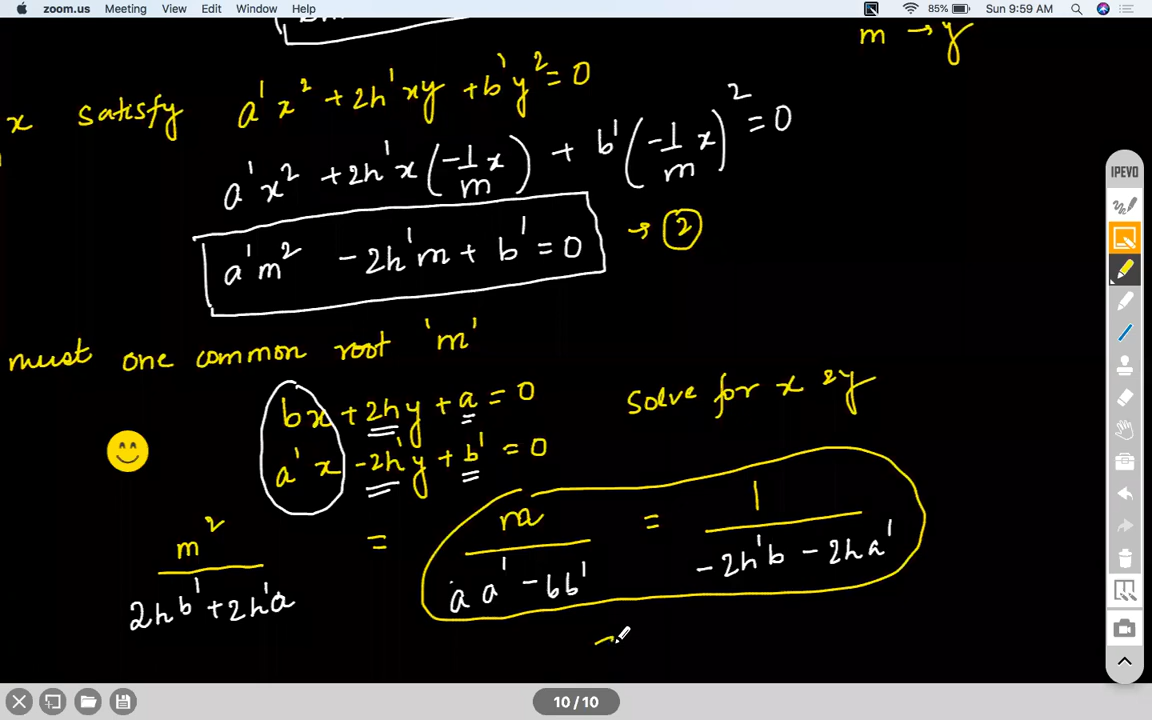 zoom.us Meeting View Edit Window Help 85% Sun 9:59 AM
m → y
x satisfy a'x² + 2h'xy + b'y² = 0
a'x² + 2h'x(-1/m x) + b'(-1/m x)² = 0
IPEVO
a'm² - 2h'm + b' = 0 → 2
must one common root 'm'
bx + 2hy + a = 0 solve for x & y
a'x - 2h'y + b' = 0
m²/(2hb' + 2h'a) = m/(aa' - bb') = 1/(-2h'b - 2ha')
10 / 10